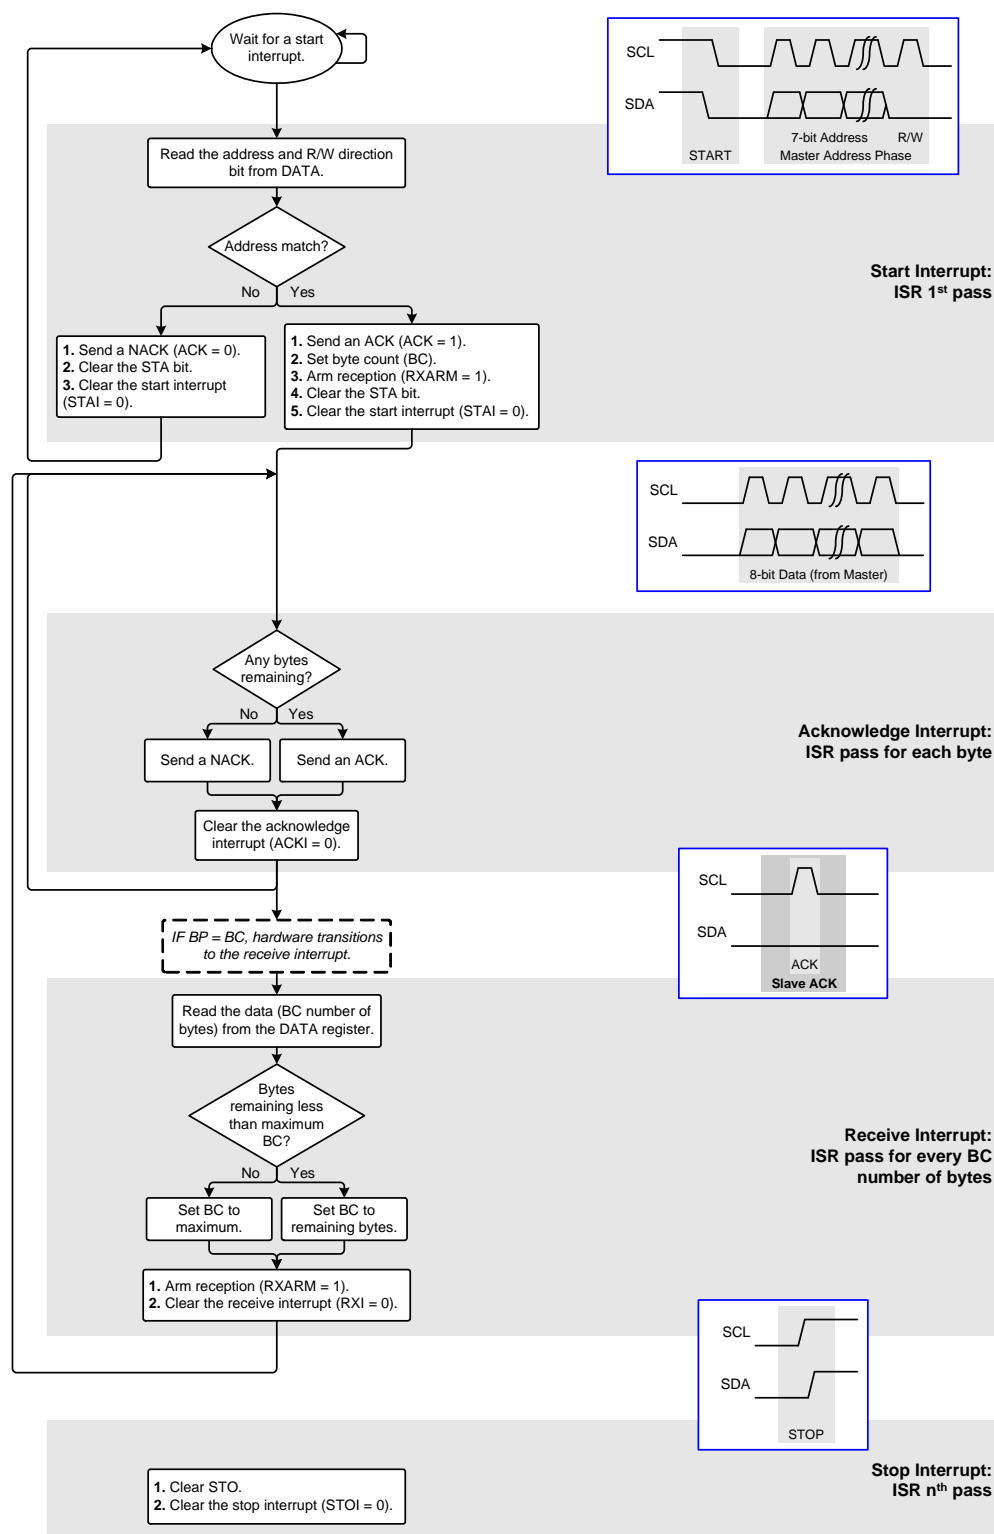 Wait for a start
interrupt.
SCL
SDA
7-bit Address
R/W
START
Master Address Phase
Read the address and R/W direction
bit from DATA.
Address match?
No
Yes
Start Interrupt:
ISR 1st pass
1. Send a NACK (ACK = 0).
2. Clear the STA bit.
3. Clear the start interrupt
(STAI = 0).
1. Send an ACK (ACK = 1).
2. Set byte count (BC).
3. Arm reception (RXARM = 1).
4. Clear the STA bit.
5. Clear the start interrupt (STAI = 0).
SCL
SDA
8-bit Data (from Master)
Any bytes
remaining?
No
Yes
Send a NACK.
Send an ACK.
Acknowledge Interrupt:
ISR pass for each byte
Clear the acknowledge
interrupt (ACKI = 0).
SCL
SDA
ACK
Slave ACK
IF BP = BC, hardware transitions
to the receive interrupt.
Read the data (BC number of
bytes) from the DATA register.
Bytes
remaining less
than maximum
BC?
No
Yes
Receive Interrupt:
ISR pass for every BC
number of bytes
Set BC to
maximum.
Set BC to
remaining bytes.
1. Arm reception (RXARM = 1).
2. Clear the receive interrupt (RXI = 0).
SCL
SDA
STOP
1. Clear STO.
2. Clear the stop interrupt (STOI = 0).
Stop Interrupt:
ISR nth pass